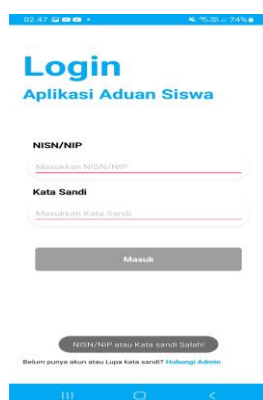 02.47
74%
Login
Aplikasi Aduan Siswa
NISN/NIP
Masukkan NISN/NIP
Kata Sandi
Masukkan Kata Sandi
Masuk
NISN/NIP atau Kata sandi Salah!
Belum punya akun atau Lupa kata sandi? Hubungi Admin